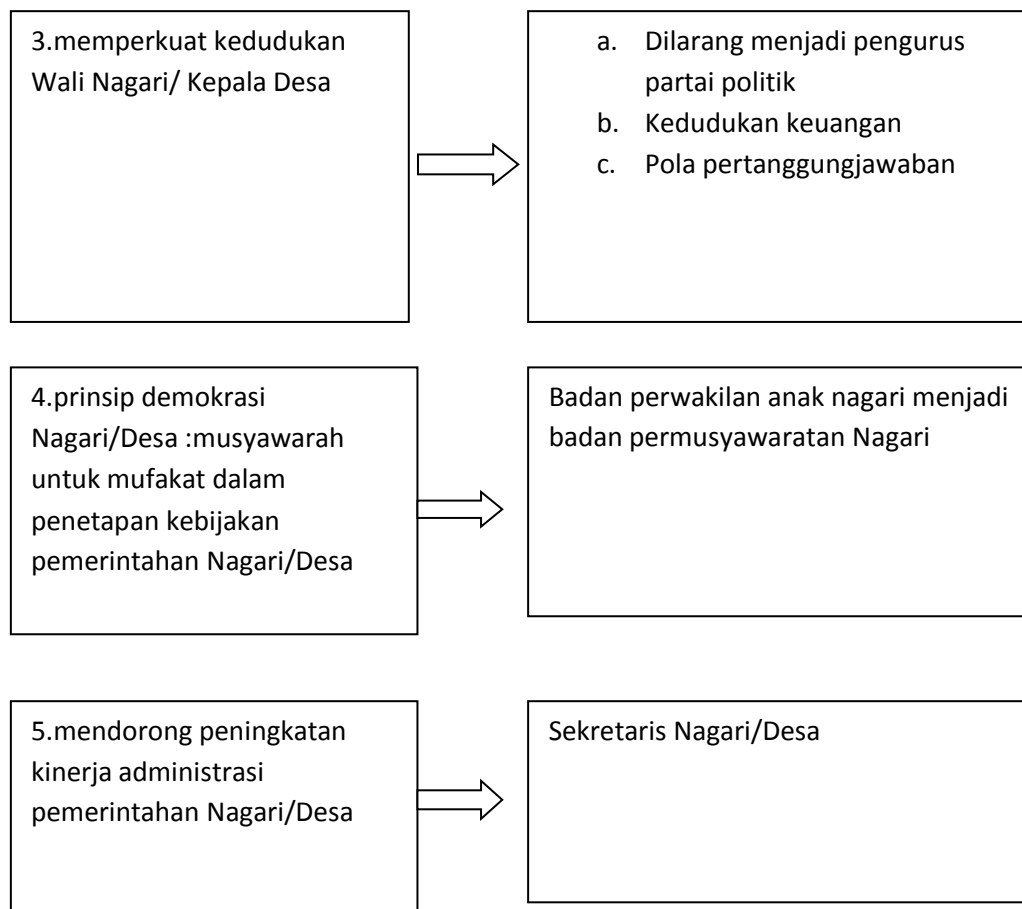 3.memperkuat kedudukan
Wali Nagari/ Kepala Desa
a. Dilarang menjadi pengurus
partai politik
b. Kedudukan keuangan
c. Pola pertanggungjawaban
4.prinsip demokrasi
Nagari/Desa :musyawarah
untuk mufakat dalam
penetapan kebijakan
pemerintahan Nagari/Desa
Badan perwakilan anak nagari menjadi
badan permusyawaratan Nagari
5.mendorong peningkatan
kinerja administrasi
pemerintahan Nagari/Desa
Sekretaris Nagari/Desa